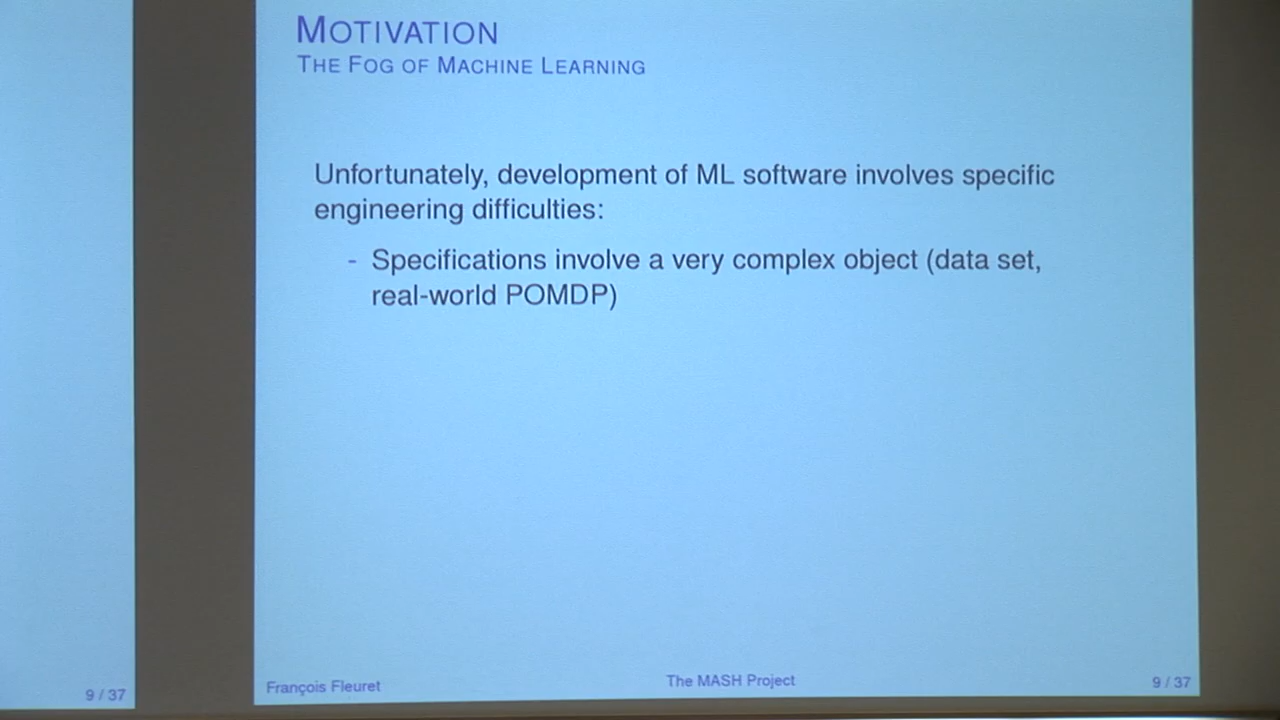 MOTIVATION
THE FOG OF MACHINE LEARNING
Unfortunately, development of ML software involves specific
engineering difficulties:
- Specifications involve a very complex object (data set,
real-world POMDP)
9 / 37
François Fleuret
The MASH Project
9 / 37